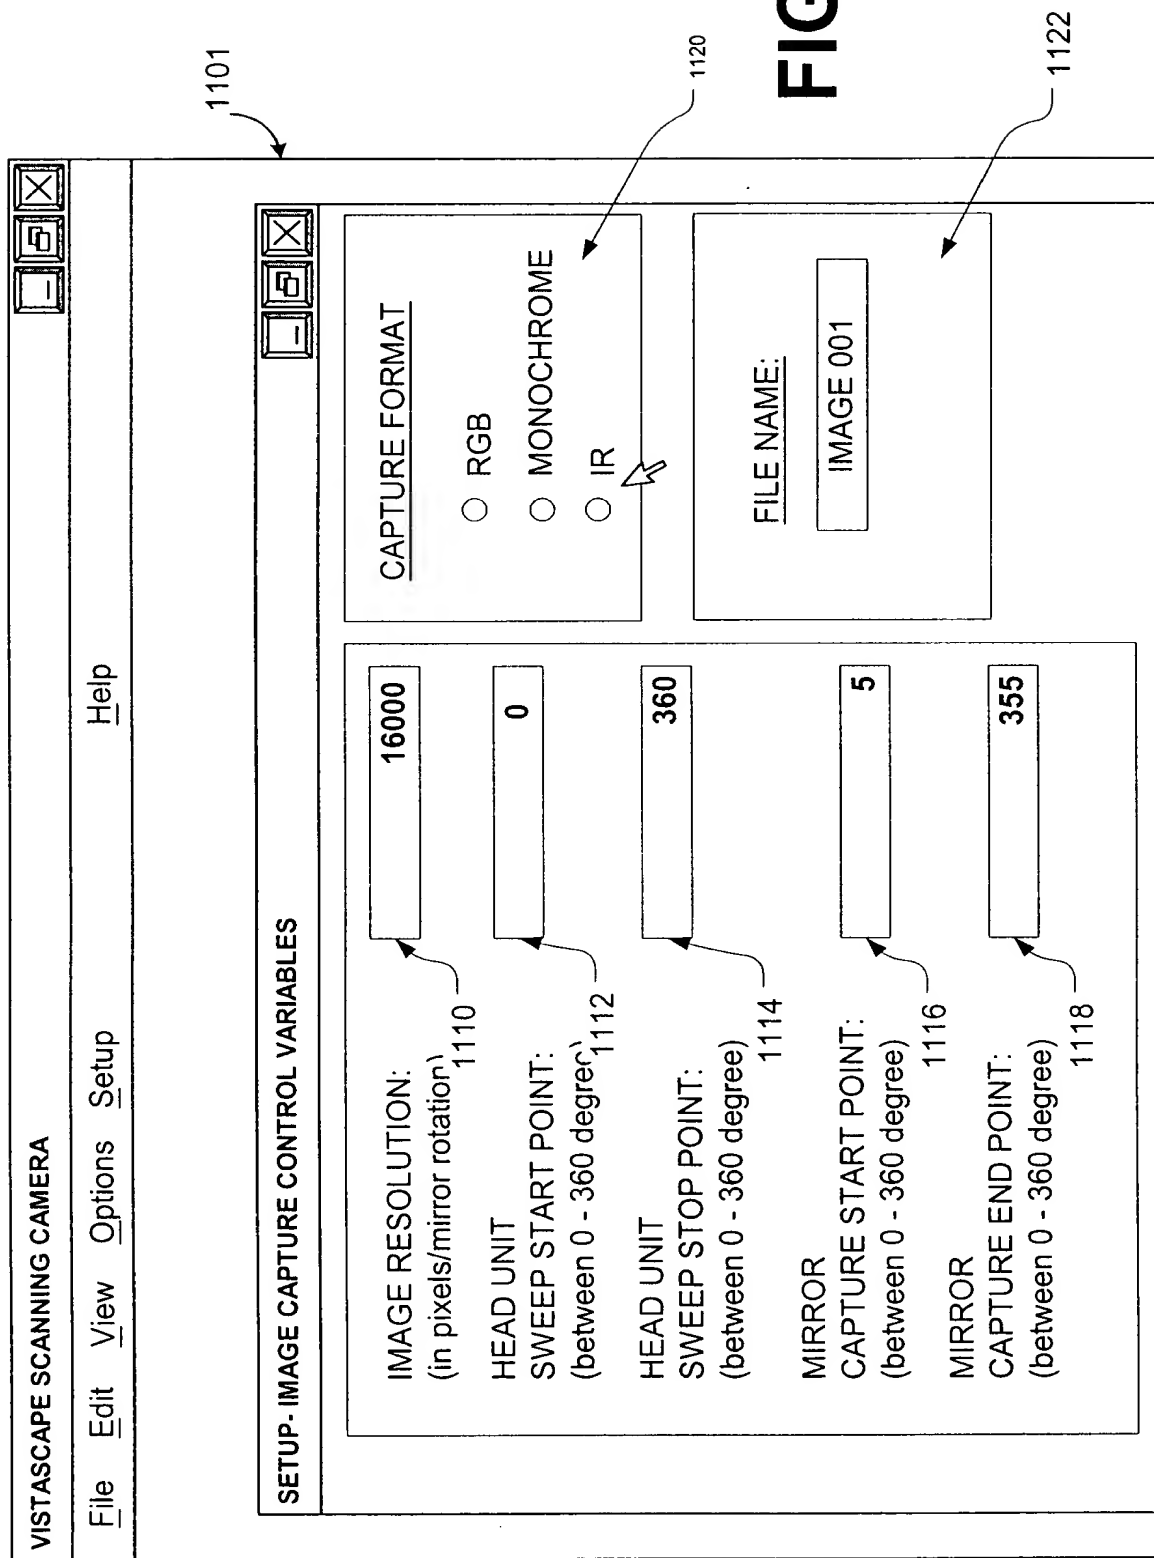 VISTASCAPE SCANNING CAMERA
File Edit View Options Setup Help
1101
SETUP- IMAGE CAPTURE CONTROL VARIABLES
IMAGE RESOLUTION:
(in pixels/mirror rotation)
16000
1110
HEAD UNIT
SWEEP START POINT:
(between 0 - 360 degree)
0
1112
HEAD UNIT
SWEEP STOP POINT:
(between 0 - 360 degree)
360
1114
MIRROR
CAPTURE START POINT:
(between 0 - 360 degree)
5
1116
MIRROR
CAPTURE END POINT:
(between 0 - 360 degree)
355
1118
CAPTURE FORMAT
RGB
MONOCHROME
IR
1120
FILE NAME:
IMAGE 001
1122
FIG